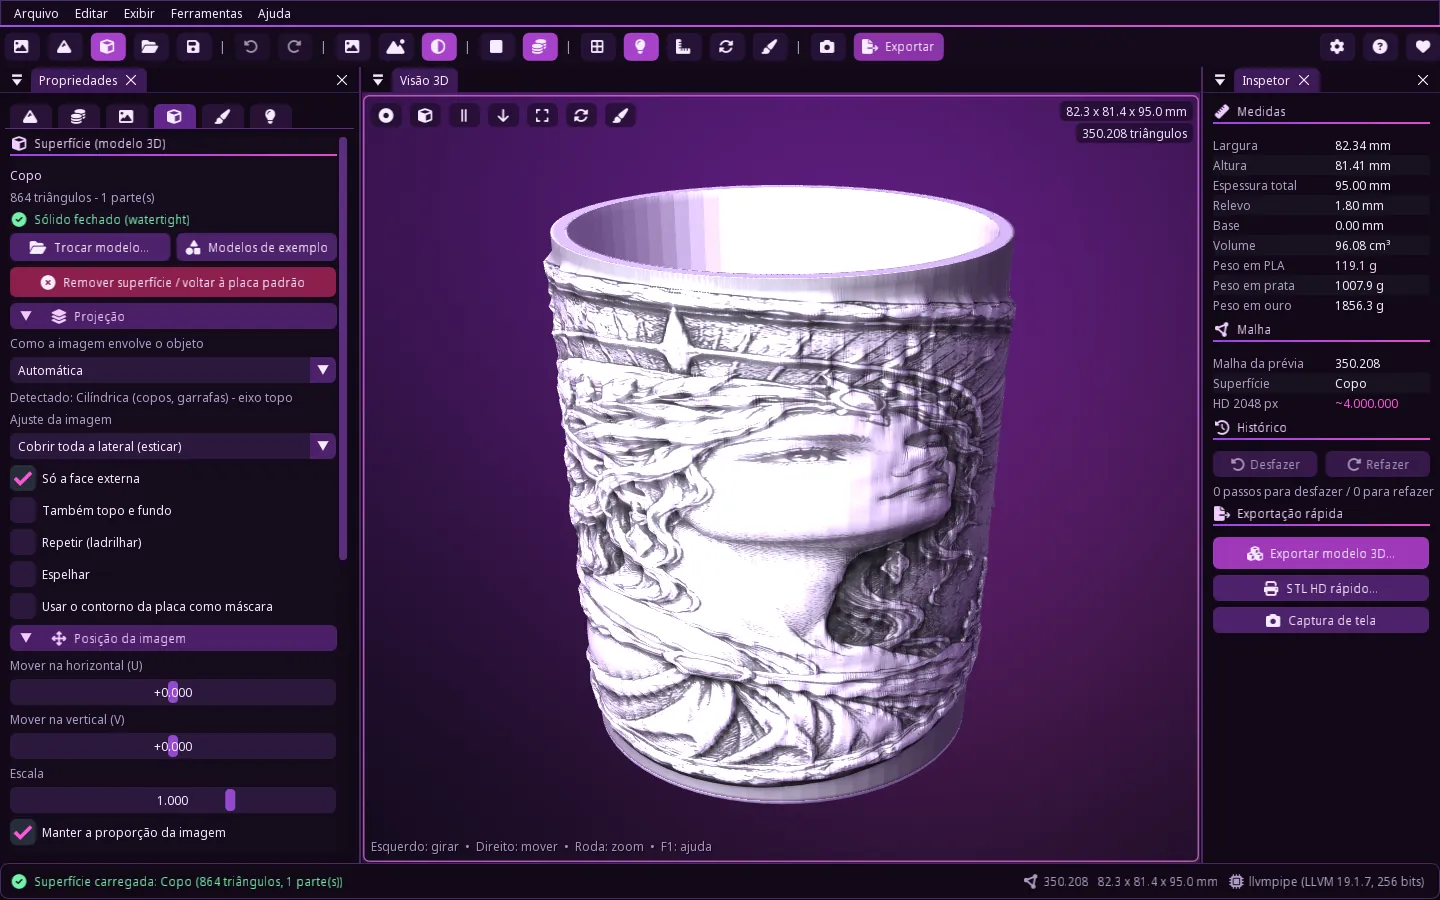 Arquivo Editar Exibir Ferramentas Ajuda
Exportar
Propriedades
Superfície (modelo 3D)
Copo
864 triângulos - 1 parte(s)
Sólido fechado (watertight)
Trocar modelo... Modelos de exemplo
Remover superfície / voltar à placa padrão
Projeção
Como a imagem envolve o objeto
Automática
Detectado: Cilíndrica (copos, garrafas) - eixo topo
Ajuste da imagem
Cobrir toda a lateral (esticar)
Só a face externa
Também topo e fundo
Repetir (ladrilhar)
Espelhar
Usar o contorno da placa como máscara
Posição da imagem
Mover na horizontal (U)
+0.000
Mover na vertical (V)
+0.000
Escala
1.000
Manter a proporção da imagem
Visão 3D
82.3 x 81.4 x 95.0 mm
350.208 triângulos
Esquerdo: girar • Direito: mover • Roda: zoom • F1: ajuda
Inspetor
Medidas
Largura 82.34 mm
Altura 81.41 mm
Espessura total 95.00 mm
Relevo 1.80 mm
Base 0.00 mm
Volume 96.08 cm³
Peso em PLA 119.1 g
Peso em prata 1007.9 g
Peso em ouro 1856.3 g
Malha
Malha da prévia 350.208
Superfície Copo
HD 2048 px ~4.000.000
Histórico
Desfazer Refazer
0 passos para desfazer / 0 para refazer
Exportação rápida
Exportar modelo 3D...
STL HD rápido...
Captura de tela
Superfície carregada: Copo (864 triângulos, 1 parte(s))
350.208 82.3 x 81.4 x 95.0 mm llvmpipe (LLVM 19.1.7, 256 bits)